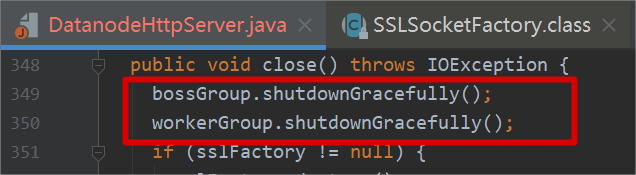 DatanodeHttpServer.java SSLSocketFactory.class
348 public void close() throws IOException {
349 bossGroup.shutdownGracefully();
350 workerGroup.shutdownGracefully();
351 if (sslFactory != null) {